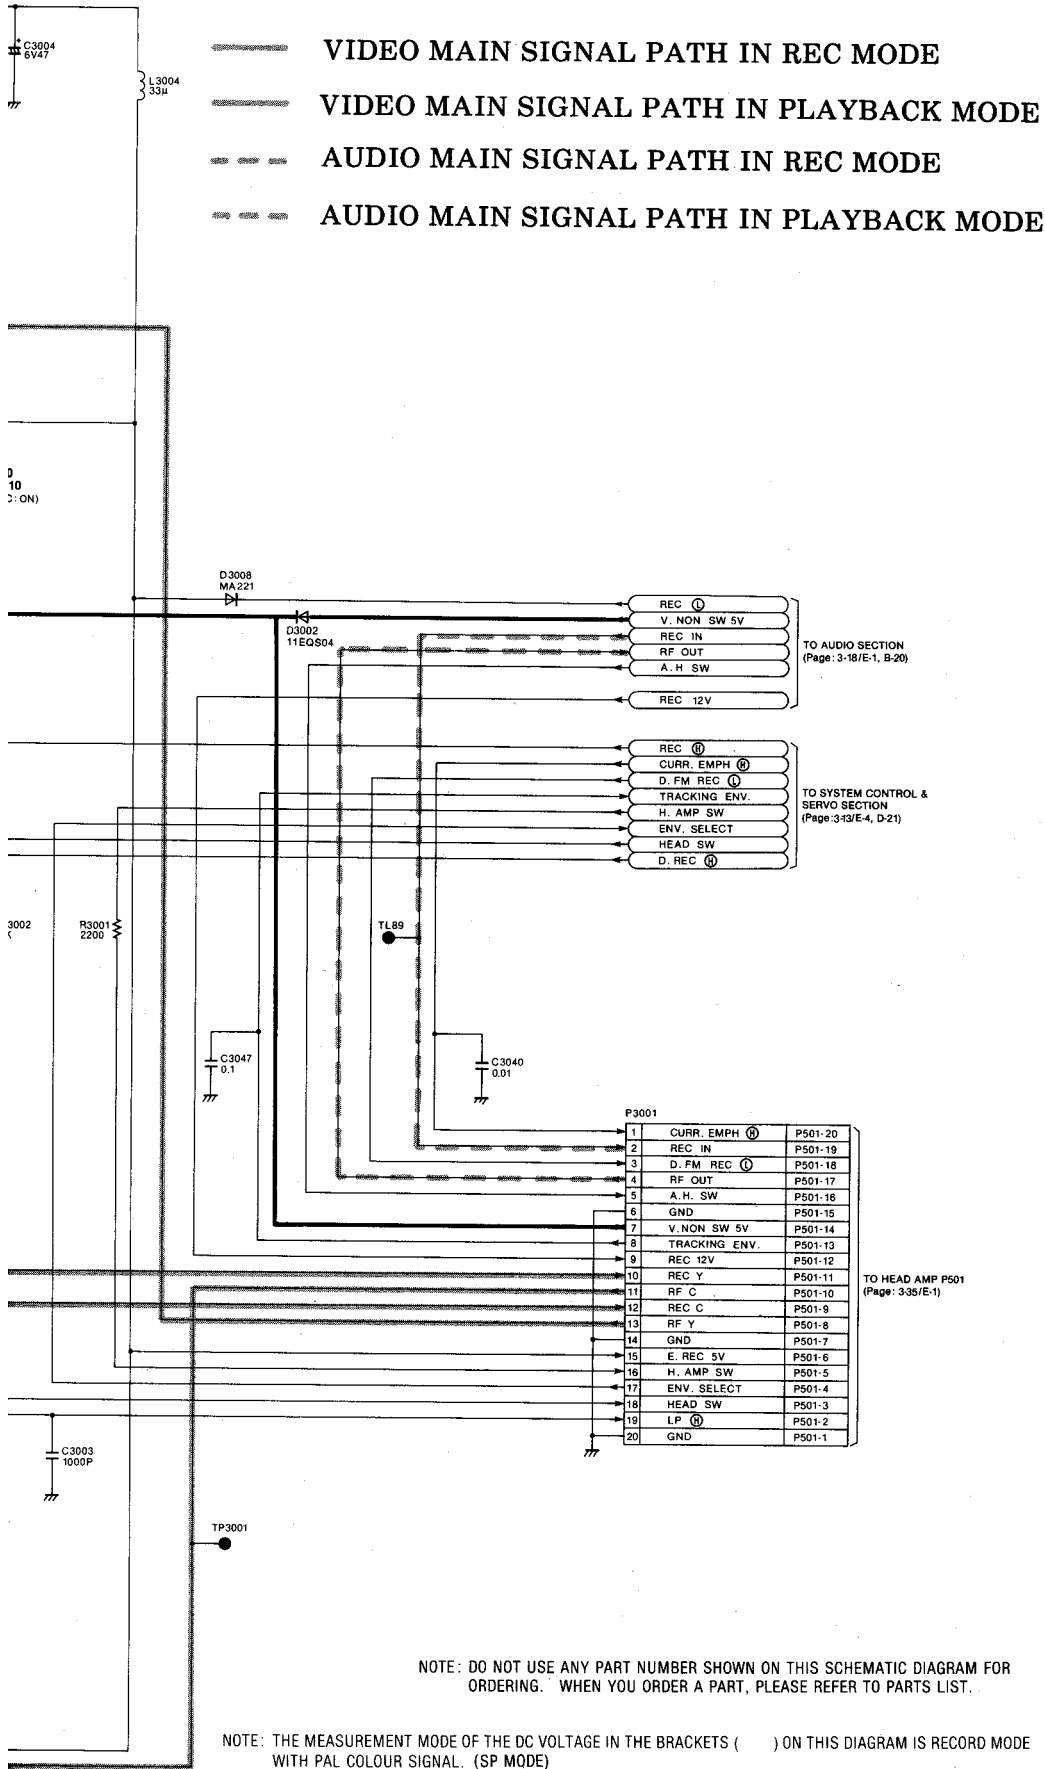 C3004
6V47
L3004
33μ
VIDEO MAIN SIGNAL PATH IN REC MODE
VIDEO MAIN SIGNAL PATH IN PLAYBACK MODE
AUDIO MAIN SIGNAL PATH IN REC MODE
AUDIO MAIN SIGNAL PATH IN PLAYBACK MODE
10
: ON)
D3008
MA221
D3002
11EQS04
REC Ⓛ
V. NON SW 5V
REC IN
RF OUT
A.H SW
REC 12V
TO AUDIO SECTION
(Page: 3-18/E-1, B-20)
REC Ⓗ
CURR. EMPH Ⓗ
D. FM REC Ⓛ
TRACKING ENV.
H. AMP SW
ENV. SELECT
HEAD SW
D. REC Ⓗ
TO SYSTEM CONTROL &
SERVO SECTION
(Page:3-13/E-4, D-21)
3002
R3001
2200
TL89
C3047
0.1
C3040
0.01
P3001
1 CURR. EMPH Ⓗ P501-20
2 REC IN P501-19
3 D. FM REC Ⓛ P501-18
4 RF OUT P501-17
5 A.H. SW P501-16
6 GND P501-15
7 V.NON SW 5V P501-14
8 TRACKING ENV. P501-13
9 REC 12V P501-12
10 REC Y P501-11
11 RF C P501-10
12 REC C P501-9
13 RF Y P501-8
14 GND P501-7
15 E. REC 5V P501-6
16 H. AMP SW P501-5
17 ENV. SELECT P501-4
18 HEAD SW P501-3
19 LP Ⓗ P501-2
20 GND P501-1
TO HEAD AMP P501
(Page: 3-35/E-1)
C3003
1000P
TP3001
NOTE: DO NOT USE ANY PART NUMBER SHOWN ON THIS SCHEMATIC DIAGRAM FOR
ORDERING. WHEN YOU ORDER A PART, PLEASE REFER TO PARTS LIST.
NOTE: THE MEASUREMENT MODE OF THE DC VOLTAGE IN THE BRACKETS ( ) ON THIS DIAGRAM IS RECORD MODE
WITH PAL COLOUR SIGNAL. (SP MODE)